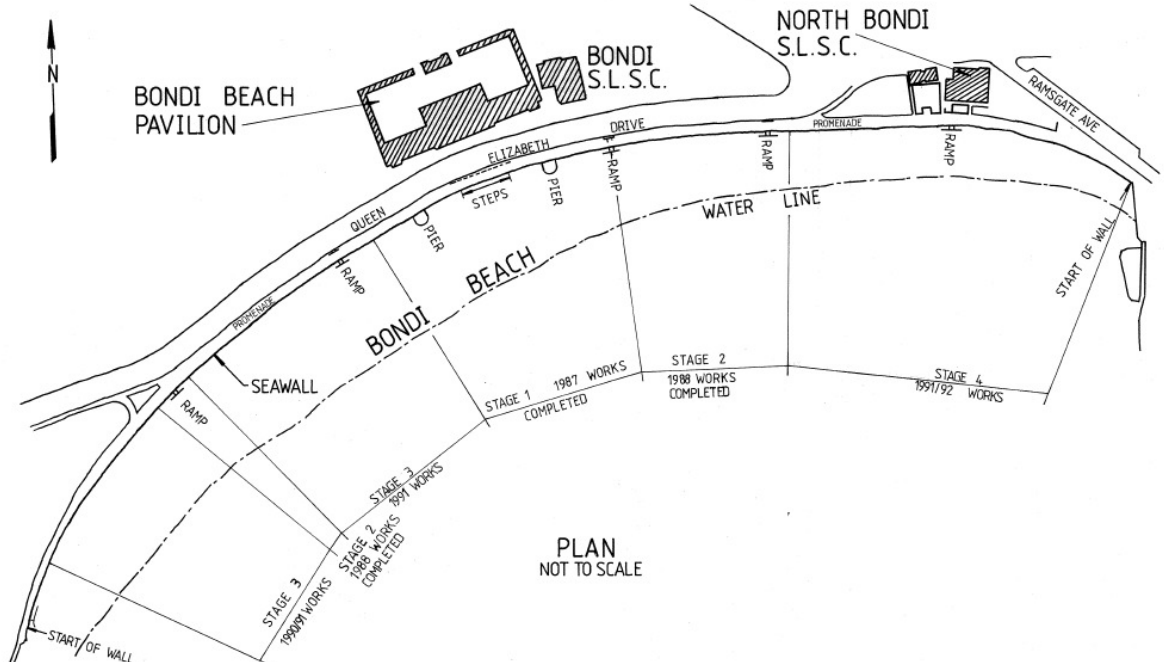 N
BONDI BEACH
PAVILION
BONDI
S.L.S.C.
NORTH BONDI
S.L.S.C.
RAMSGATE AVE
QUEEN ELIZABETH DRIVE
PROMENADE
RAMP
RAMP
RAMP
PIER
STEPS
PIER
RAMP
PROMENADE
RAMP
SEAWALL
WATER LINE
BONDI BEACH
START OF WALL
STAGE 1 1987 WORKS
COMPLETED
STAGE 2
1988 WORKS
COMPLETED
STAGE 4
1991/92 WORKS
STAGE 3
1991 WORKS
STAGE 2
1988 WORKS
COMPLETED
STAGE 3
1990/91 WORKS
START OF WALL
PLAN
NOT TO SCALE